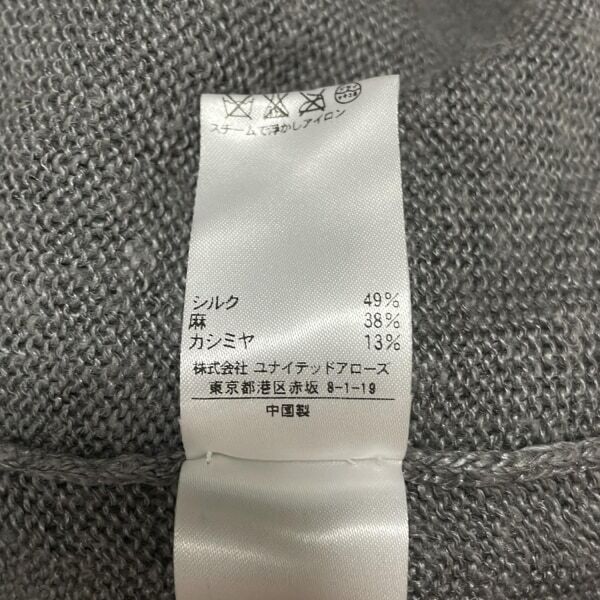 スチームで浮かしアイロン
シルク 49%
麻 38%
カシミヤ 13%
株式会社 ユナイテッドアローズ
東京都港区赤坂 8-1-19
中国製